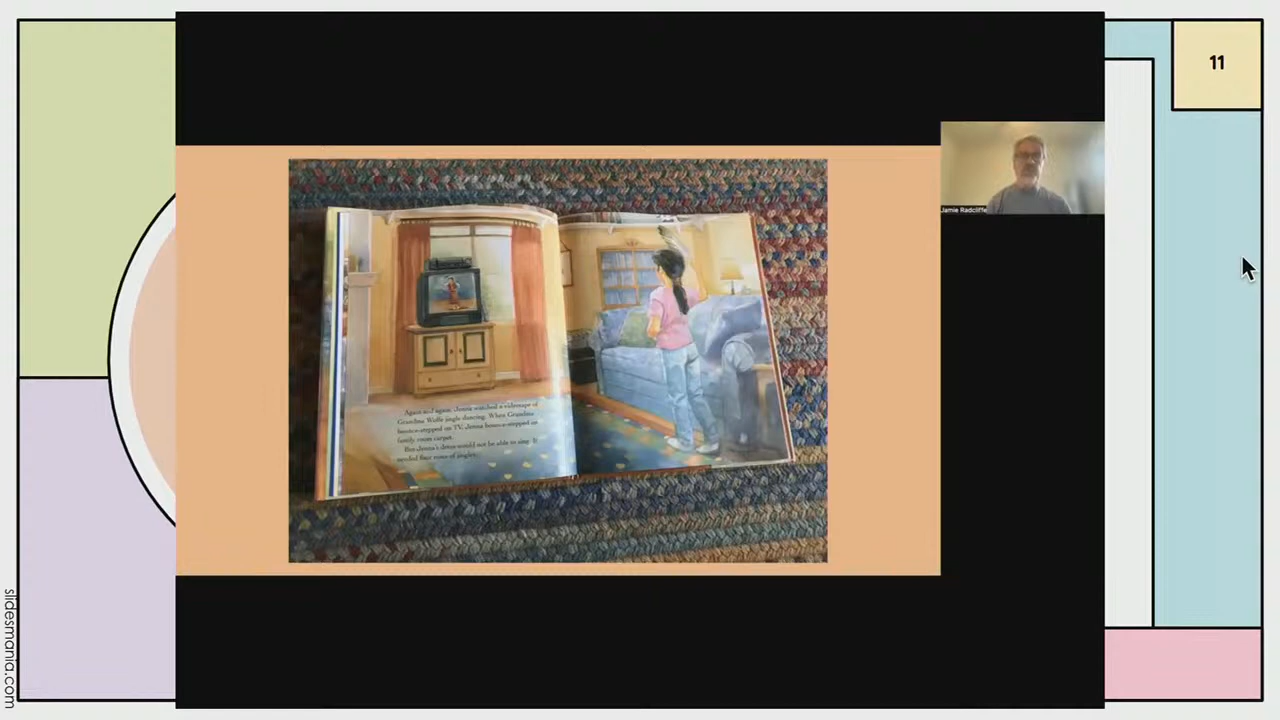 11
Jamie Radcliffe
Again and again, Jenna watched a videotape of
Grandma Wolfe jingle dancing. When Grandma
bounce-stepped on TV, Jenna bounce-stepped on
family room carpet.
But Jenna's dress would not be able to sing. It
needed four rows of jingles.
slidesmania.com